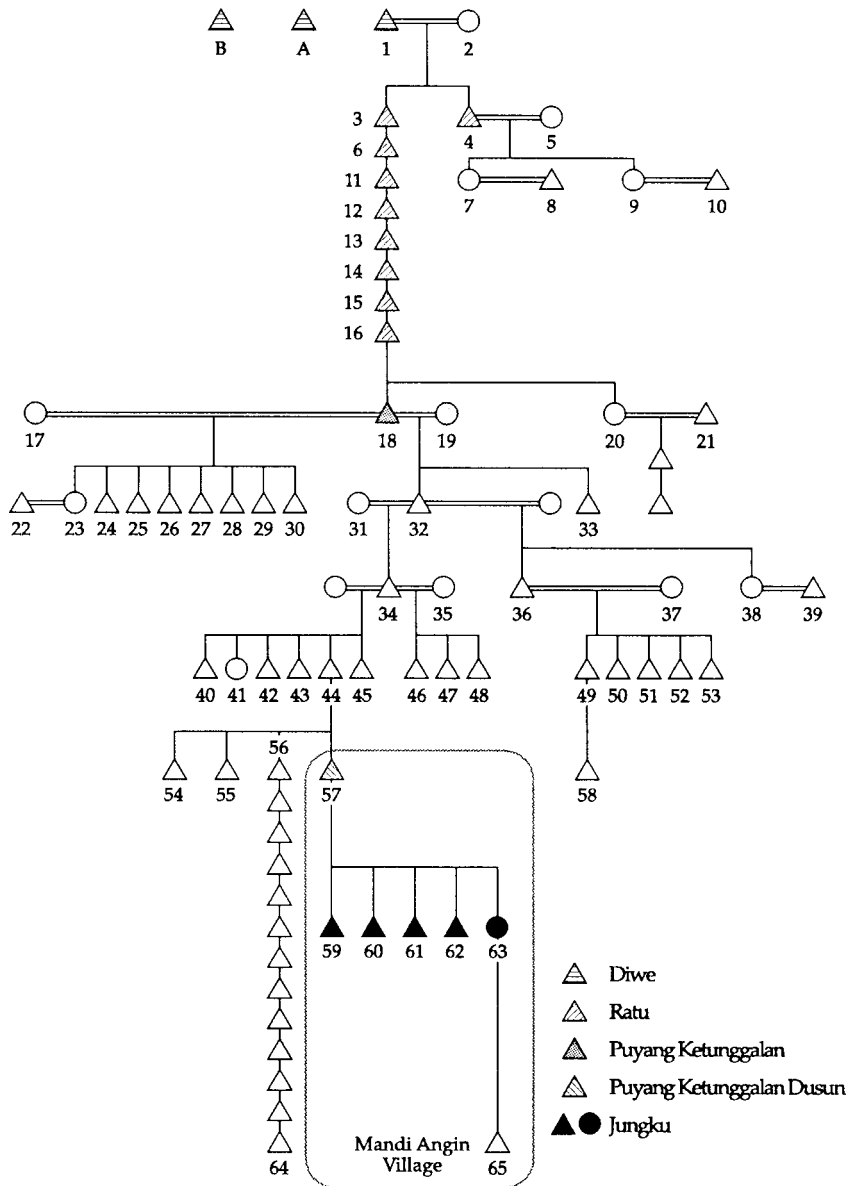 B A 1 2
3 4 5
6
11 7 8 9 10
12
13
14
15
16
17 18 19 20 21
22 23 24 25 26 27 28 29 30 31 32 33
34 35 36 37 38 39
40 41 42 43 44 45 46 47 48 49 50 51 52 53
56
54 55 57 58
59 60 61 62 63
Diwe
Ratu
Puyang Ketunggalan
Puyang Ketunggalan Dusun
Jungku
64 Mandi Angin
Village 65